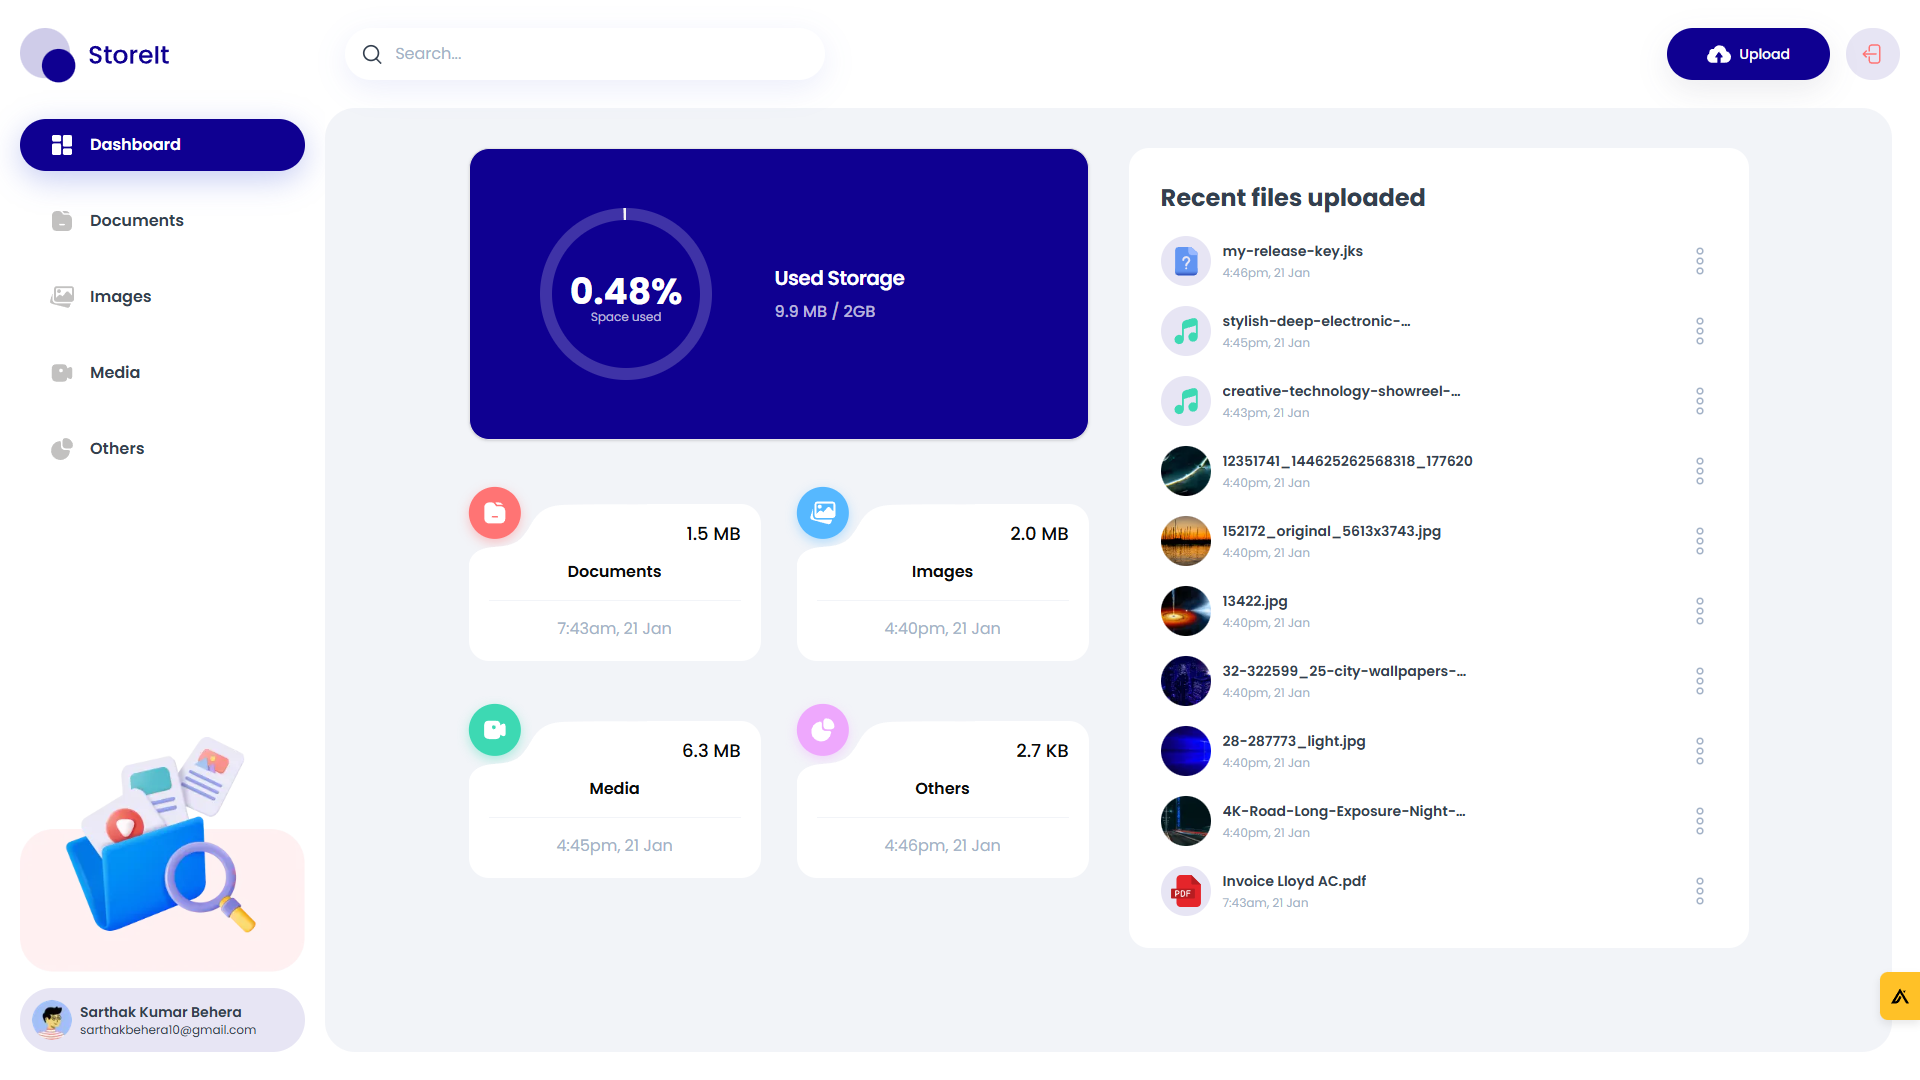 StoreIt
Search...
Upload
Dashboard
Documents
Images
Media
Others
Sarthak Kumar Behera
sarthakbehera10@gmail.com
0.48%
Space used
Used Storage
9.9 MB / 2GB
1.5 MB
Documents
7:43am, 21 Jan
2.0 MB
Images
4:40pm, 21 Jan
6.3 MB
Media
4:45pm, 21 Jan
2.7 KB
Others
4:46pm, 21 Jan
Recent files uploaded
my-release-key.jks
4:46pm, 21 Jan
stylish-deep-electronic-...
4:45pm, 21 Jan
creative-technology-showreel-...
4:43pm, 21 Jan
12351741_144625262568318_177620
4:40pm, 21 Jan
152172_original_5613x3743.jpg
4:40pm, 21 Jan
13422.jpg
4:40pm, 21 Jan
32-322599_25-city-wallpapers-...
4:40pm, 21 Jan
28-287773_light.jpg
4:40pm, 21 Jan
4K-Road-Long-Exposure-Night-...
4:40pm, 21 Jan
PDF
Invoice Lloyd AC.pdf
7:43am, 21 Jan